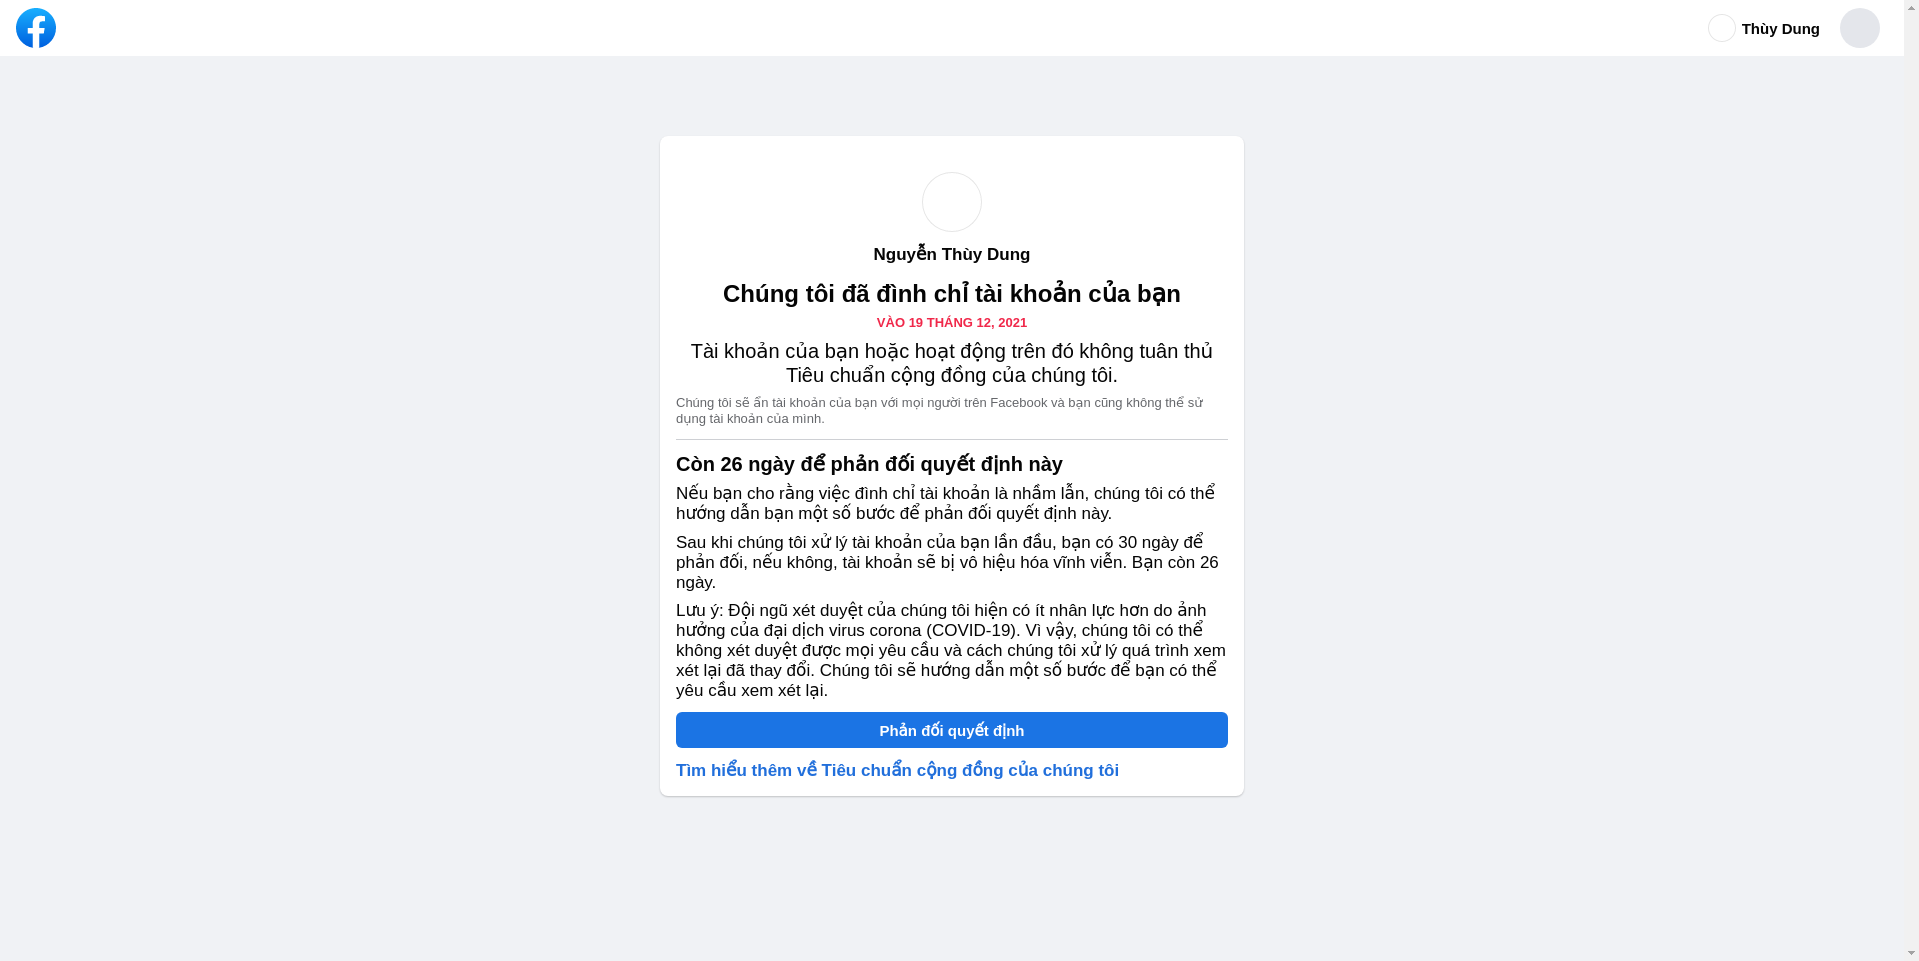 Thùy Dung
Nguyễn Thùy Dung
Chúng tôi đã đình chỉ tài khoản của bạn
VÀO 19 THÁNG 12, 2021
Tài khoản của bạn hoặc hoạt động trên đó không tuân thủ
Tiêu chuẩn cộng đồng của chúng tôi.
Chúng tôi sẽ ẩn tài khoản của bạn với mọi người trên Facebook và bạn cũng không thể sử
dụng tài khoản của mình.
Còn 26 ngày để phản đối quyết định này
Nếu bạn cho rằng việc đình chỉ tài khoản là nhầm lẫn, chúng tôi có thể
hướng dẫn bạn một số bước để phản đối quyết định này.
Sau khi chúng tôi xử lý tài khoản của bạn lần đầu, bạn có 30 ngày để
phản đối, nếu không, tài khoản sẽ bị vô hiệu hóa vĩnh viễn. Bạn còn 26
ngày.
Lưu ý: Đội ngũ xét duyệt của chúng tôi hiện có ít nhân lực hơn do ảnh
hưởng của đại dịch virus corona (COVID-19). Vì vậy, chúng tôi có thể
không xét duyệt được mọi yêu cầu và cách chúng tôi xử lý quá trình xem
xét lại đã thay đổi. Chúng tôi sẽ hướng dẫn một số bước để bạn có thể
yêu cầu xem xét lại.
Phản đối quyết định
Tìm hiểu thêm về Tiêu chuẩn cộng đồng của chúng tôi